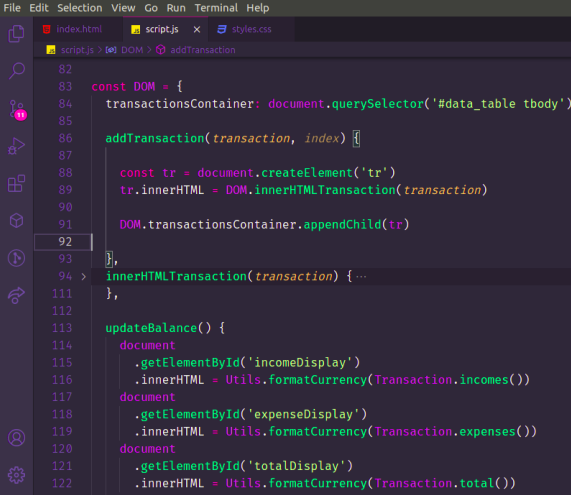 File Edit Selection View Go Run Terminal Help
index.html JS script.js × styles.css
JS script.js > DOM > addTransaction
82
83 const DOM = {
84 transactionsContainer: document.querySelector('#data_table tbody'),
85
86 addTransaction(transaction, index) {
87
88 const tr = document.createElement('tr')
89 tr.innerHTML = DOM.innerHTMLTransaction(transaction)
90
91 DOM.transactionsContainer.appendChild(tr)
92
93 },
94 > innerHTMLTransaction(transaction) { ···
111 },
112
113 updateBalance() {
114 document
115 .getElementById('incomeDisplay')
116 .innerHTML = Utils.formatCurrency(Transaction.incomes())
117 document
118 .getElementById('expenseDisplay')
119 .innerHTML = Utils.formatCurrency(Transaction.expenses())
120 document
121 .getElementById('totalDisplay')
122 .innerHTML = Utils.formatCurrency(Transaction.total())
11